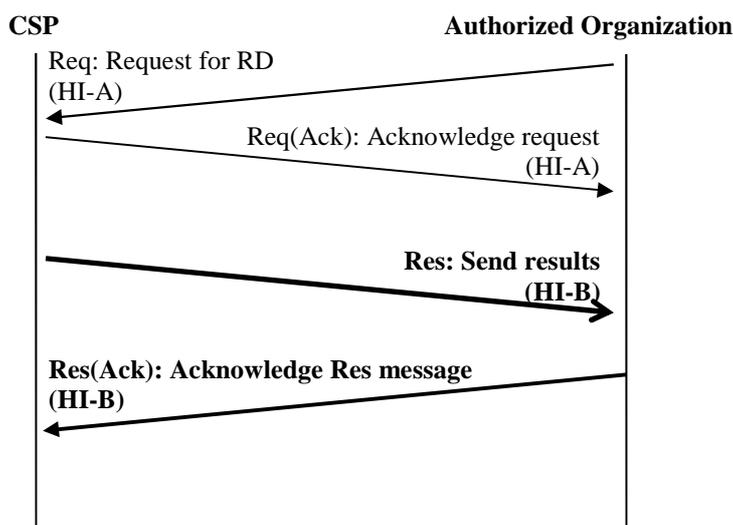 CSP
Authorized Organization
Req: Request for RD
(HI-A)
Req(Ack): Acknowledge request
(HI-A)
Res: Send results
(HI-B)
Res(Ack): Acknowledge Res message
(HI-B)